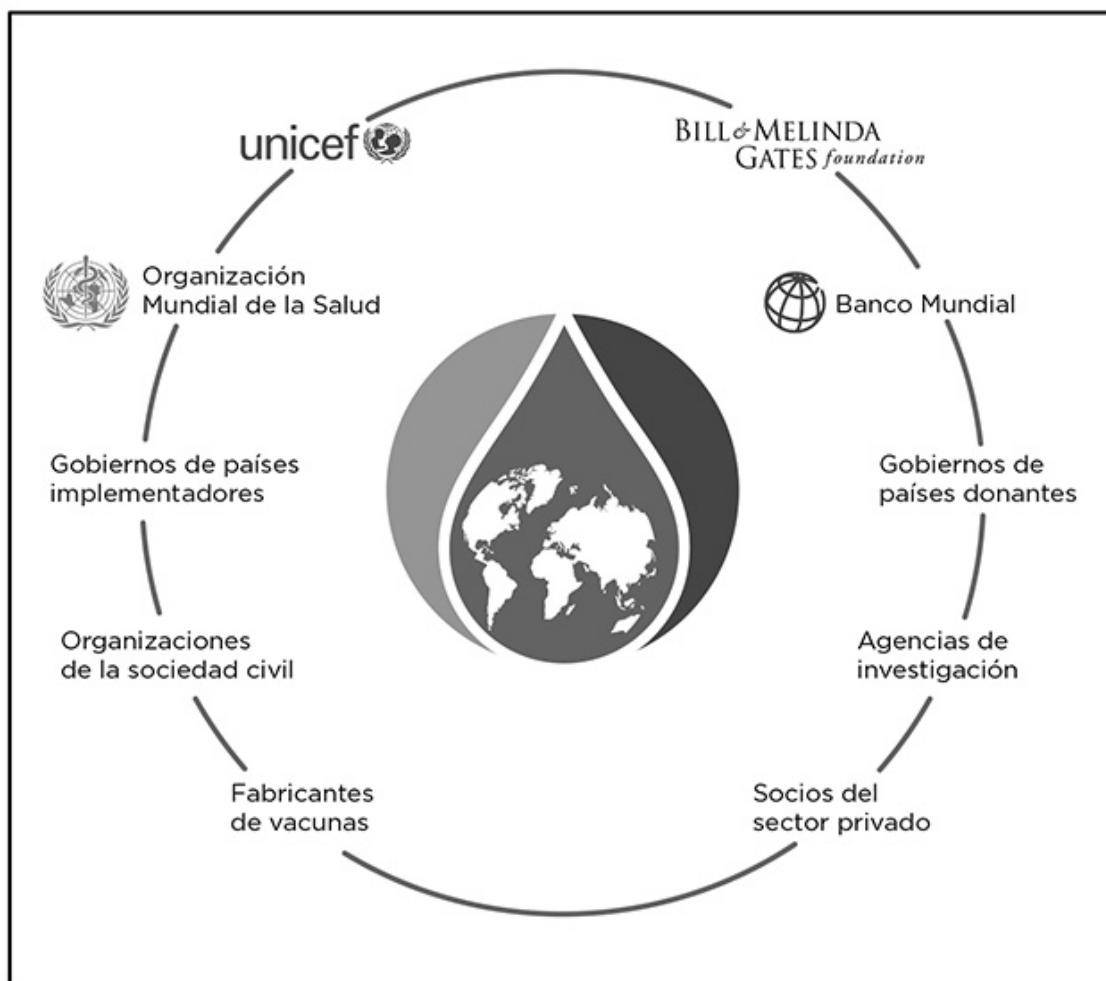 unicef
BILL & MELINDA
GATES foundation
Organización
Mundial de la Salud
Banco Mundial
Gobiernos de países
implementadores
Gobiernos de
países donantes
Organizaciones
de la sociedad civil
Agencias de
investigación
Fabricantes
de vacunas
Socios del
sector privado